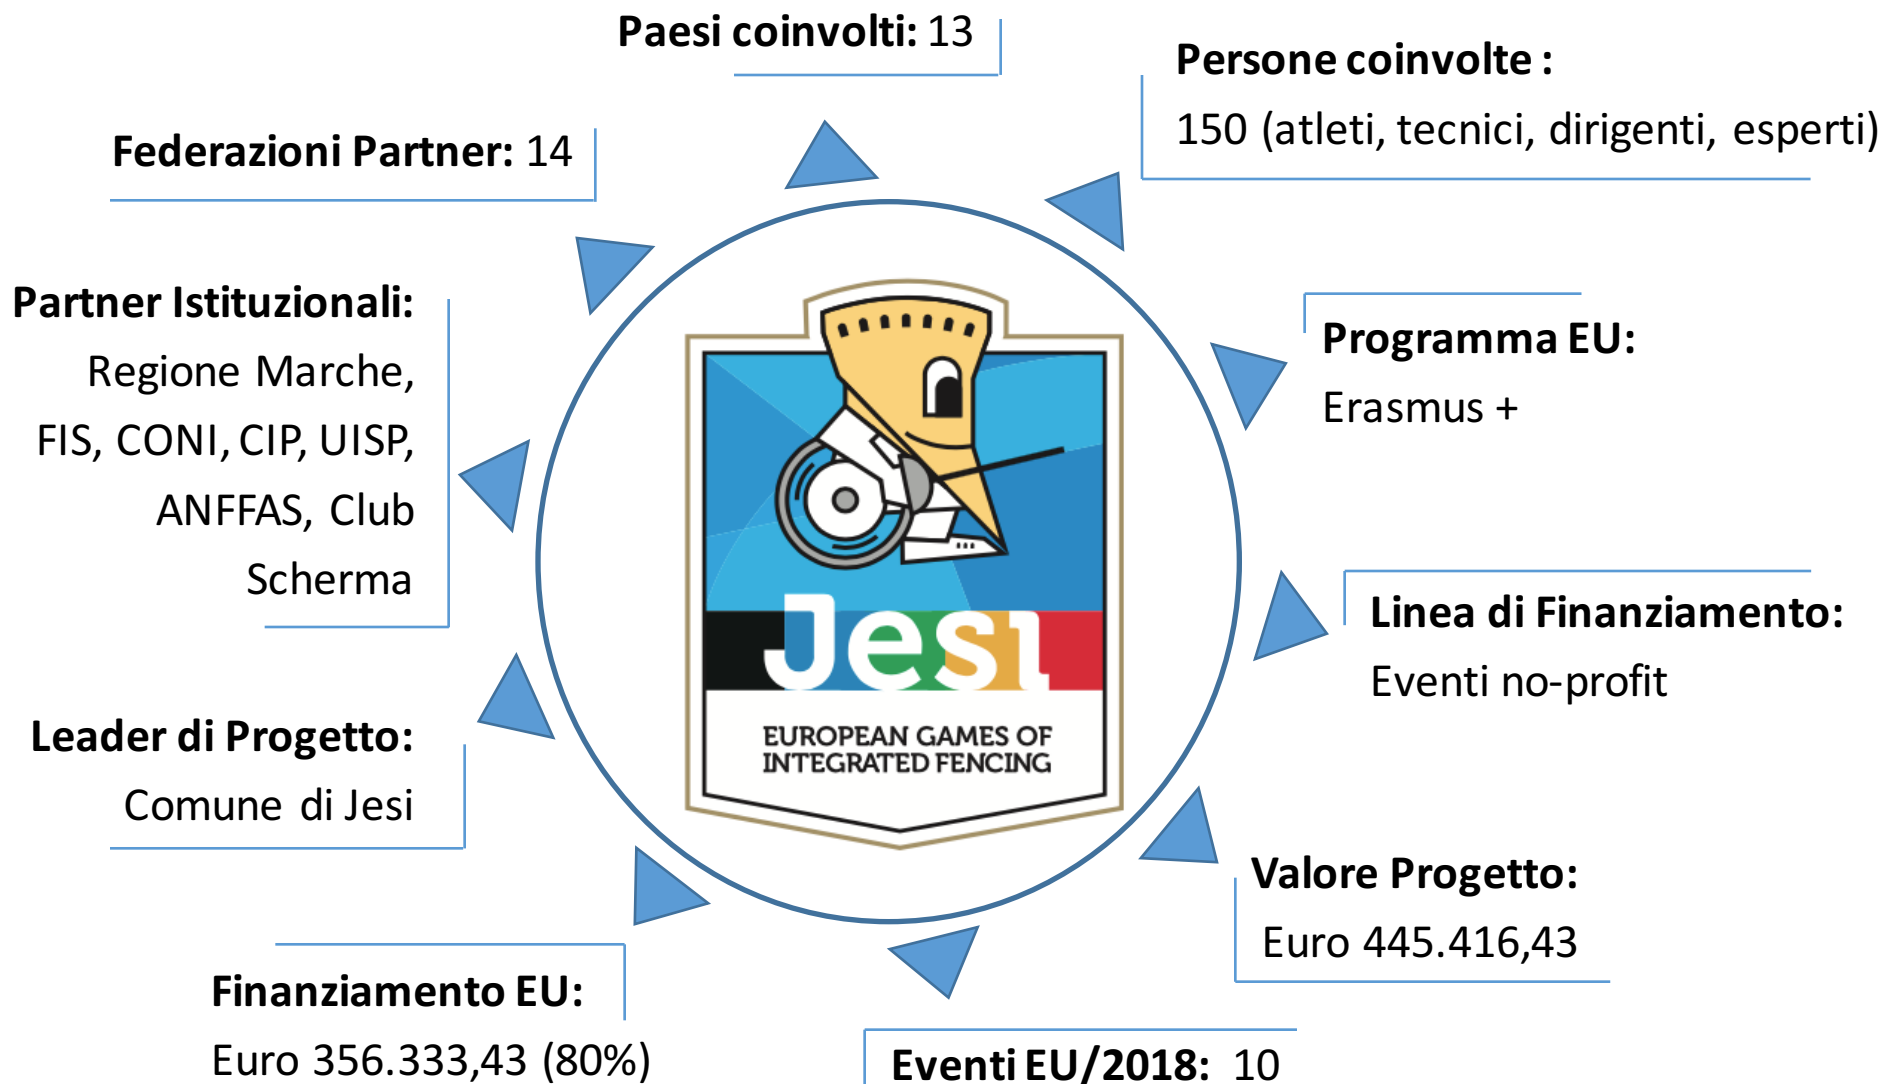 Paesi coinvolti: 13
Persone coinvolte :
150 (atleti, tecnici, dirigenti, esperti)
Federazioni Partner: 14
Partner Istituzionali:
Regione Marche,
FIS, CONI, CIP, UISP,
ANFFAS, Club
Scherma
Programma EU:
Erasmus +
Jesi
EUROPEAN GAMES OF
INTEGRATED FENCING
Linea di Finanziamento:
Eventi no-profit
Leader di Progetto:
Comune di Jesi
Valore Progetto:
Euro 445.416,43
Finanziamento EU:
Euro 356.333,43 (80%)
Eventi EU/2018: 10